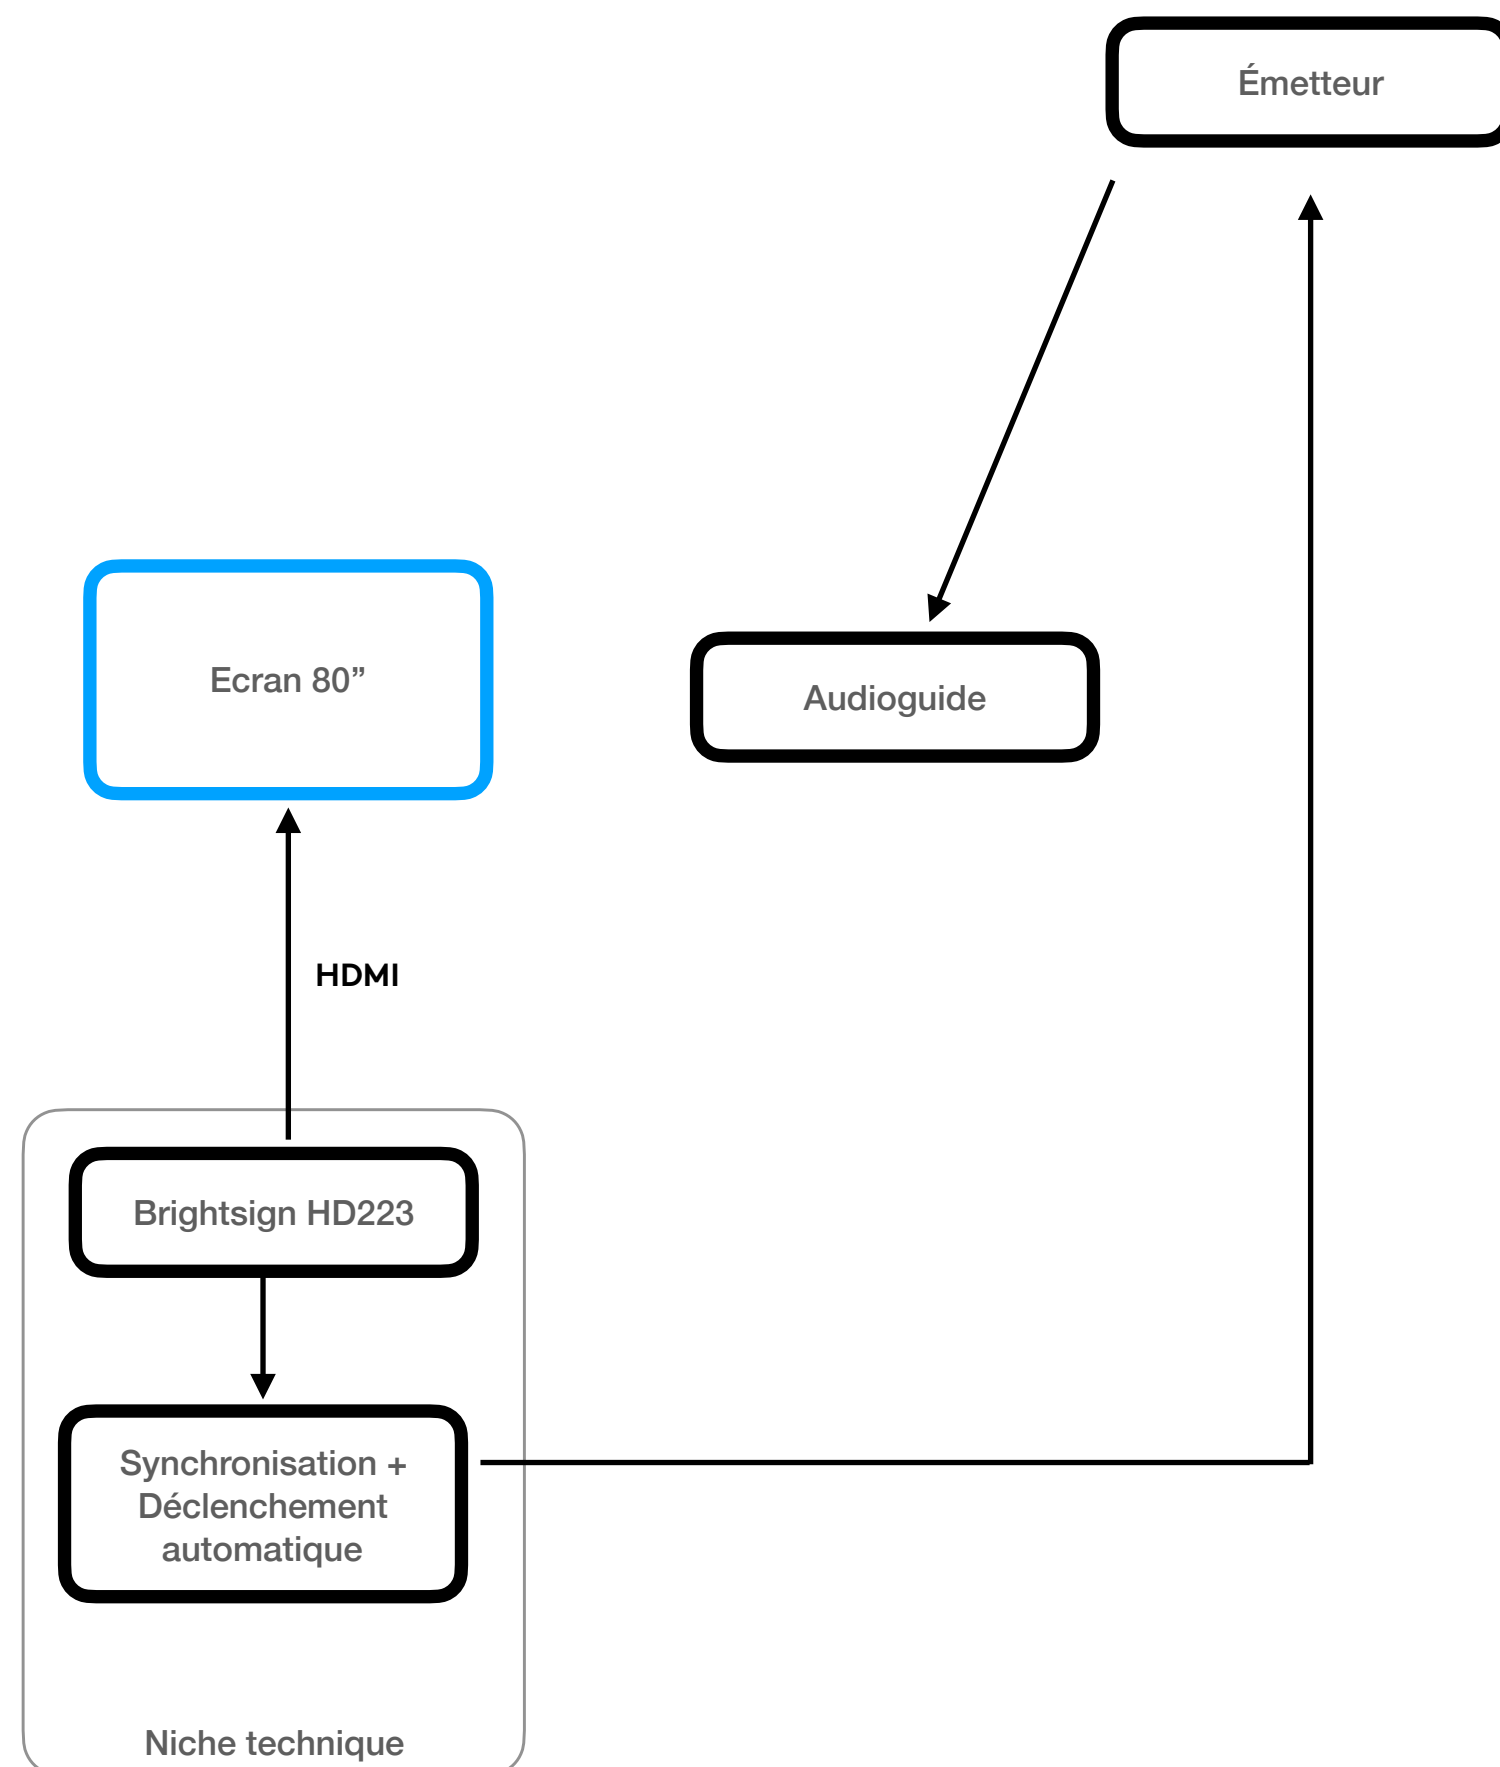 Émetteur
Ecran 80”
Audioguide
HDMI
Brightsign HD223
Synchronisation +
Déclenchement
automatique
Niche technique